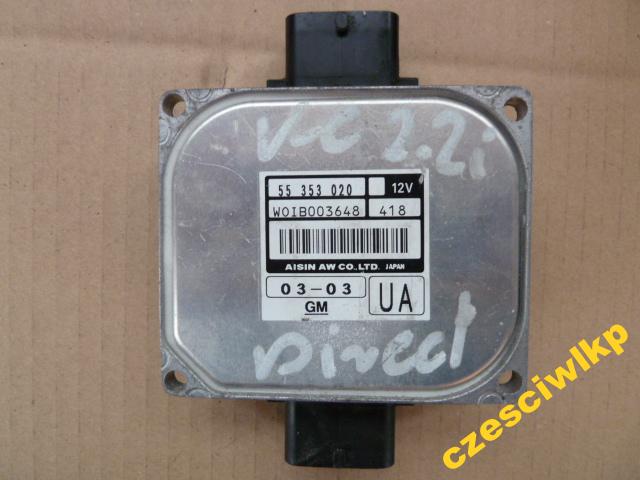 V-C 2.2i
55 353 020 12V
W0IB003648 418
AISIN AW CO.,LTD. JAPAN
03-03
GM
UA
Direct
czesciwlkp